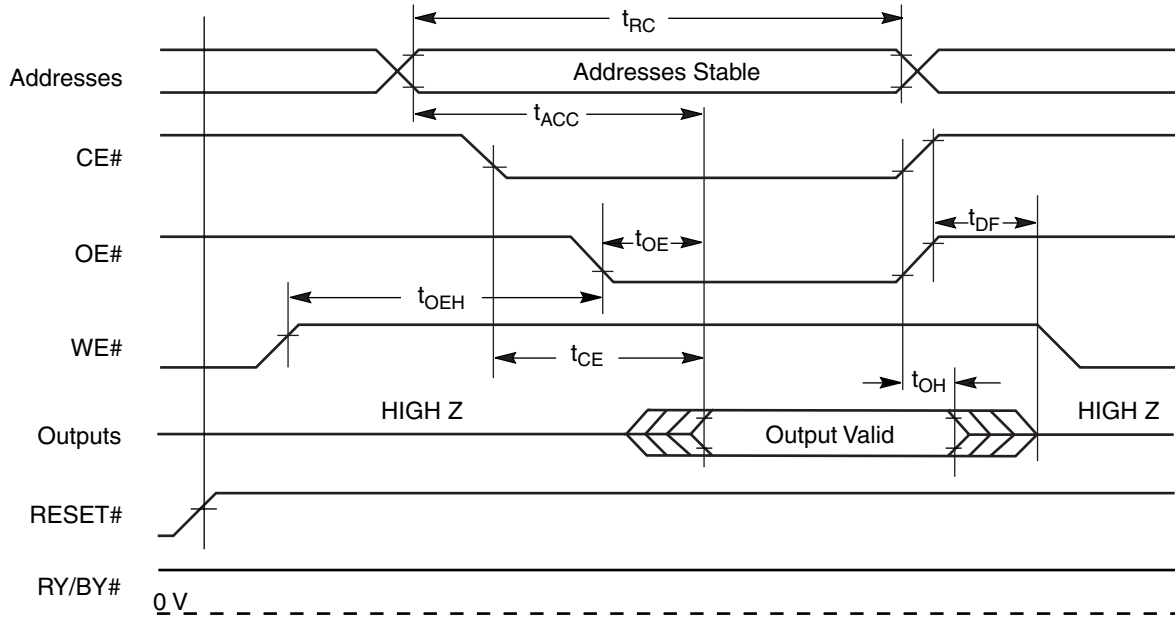 tRC
Addresses
Addresses Stable
tACC
CE#
tDF
OE#
tOE
tOEH
WE#
tCE
tOH
HIGH Z
HIGH Z
Outputs
Output Valid
RESET#
RY/BY#
0 V